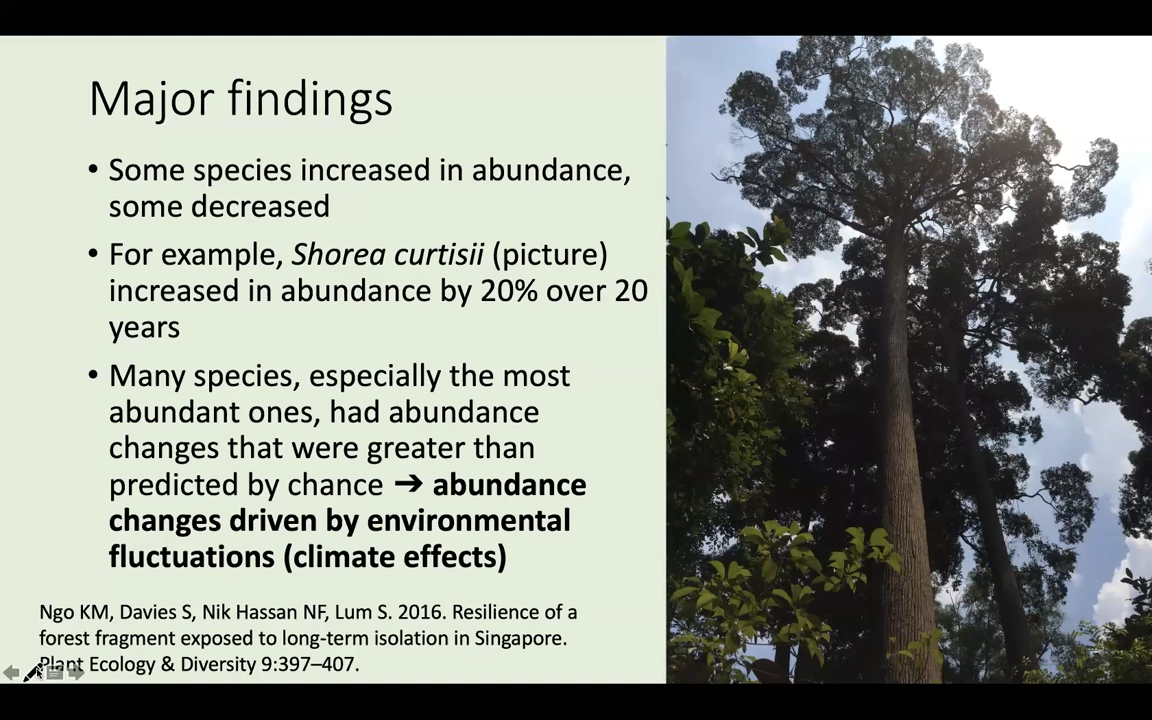 Major findings
• Some species increased in abundance,
some decreased
• For example, Shorea curtisii (picture)
increased in abundance by 20% over 20
years
• Many species, especially the most
abundant ones, had abundance
changes that were greater than
predicted by chance ➔ abundance
changes driven by environmental
fluctuations (climate effects)
Ngo KM, Davies S, Nik Hassan NF, Lum S. 2016. Resilience of a
forest fragment exposed to long-term isolation in Singapore.
Plant Ecology & Diversity 9:397–407.